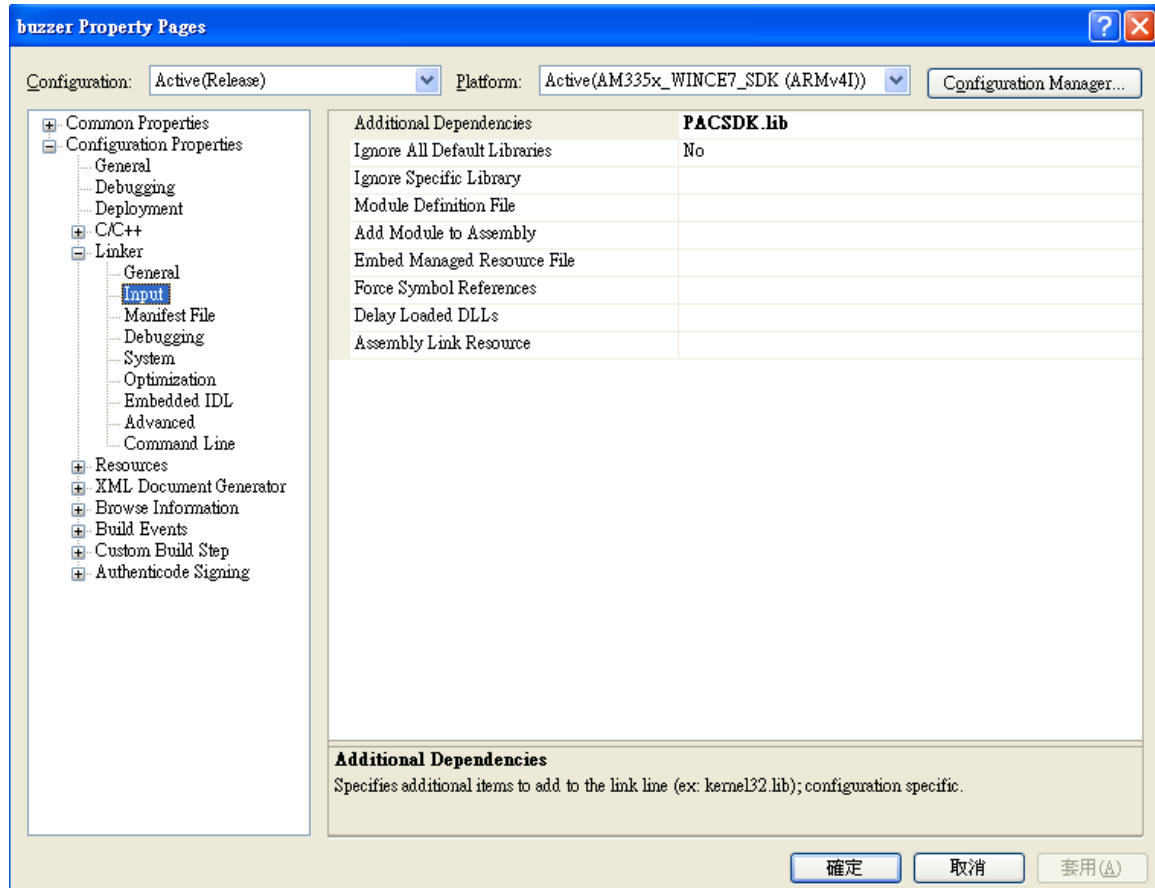 buzzer Property Pages
Configuration: Active(Release) Platform: Active(AM335x_WINCE7_SDK (ARMv4I)) Configuration Manager...
Common Properties
Configuration Properties
General
Debugging
Deployment
C/C++
Linker
General
Input
Manifest File
Debugging
System
Optimization
Embedded IDL
Advanced
Command Line
Resources
XML Document Generator
Browse Information
Build Events
Custom Build Step
Authenticode Signing
Additional Dependencies PACSDK.lib
Ignore All Default Libraries No
Ignore Specific Library
Module Definition File
Add Module to Assembly
Embed Managed Resource File
Force Symbol References
Delay Loaded DLLs
Assembly Link Resource
Additional Dependencies
Specifies additional items to add to the link line (ex: kernel32.lib); configuration specific.
確定 取消 套用(A)